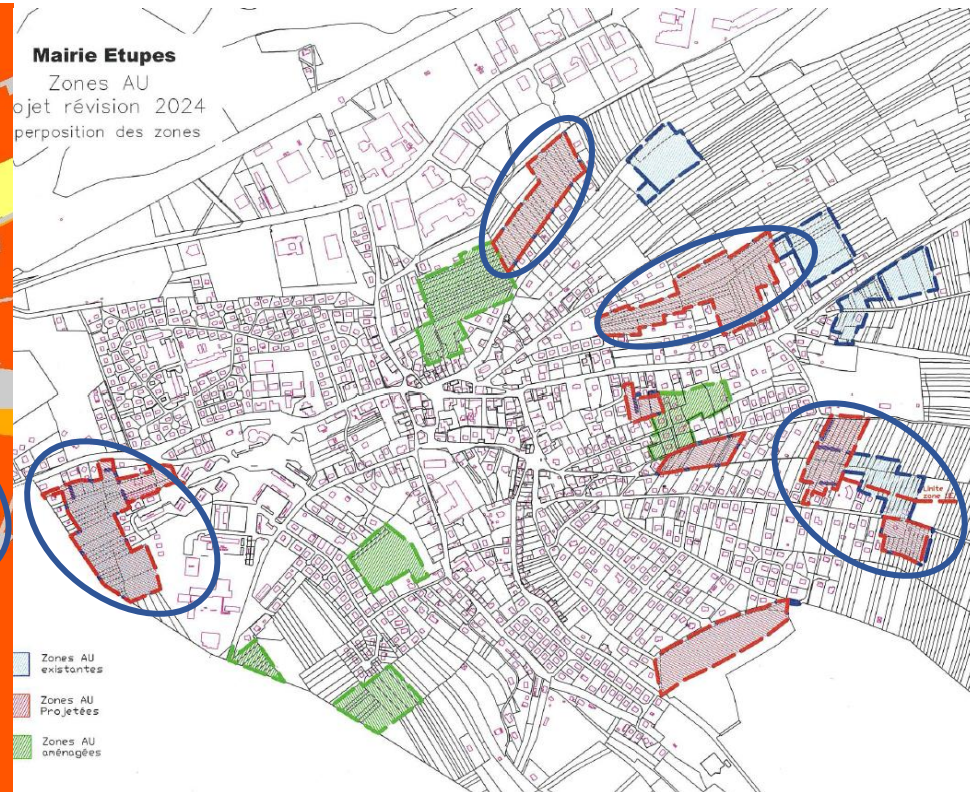 Mairie Etupes
Zones AU
ojet révision 2024
perposition des zones
Limite
zone
Zones AU
existantes
Zones AU
Projetées
Zones AU
aménagées